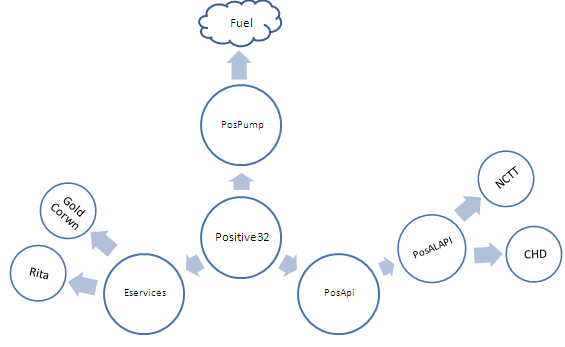 Fuel
PosPump
Positive32
Gold
Corwn
Rita
Eservices
PosApi
PosALAPI
NCTT
CHD